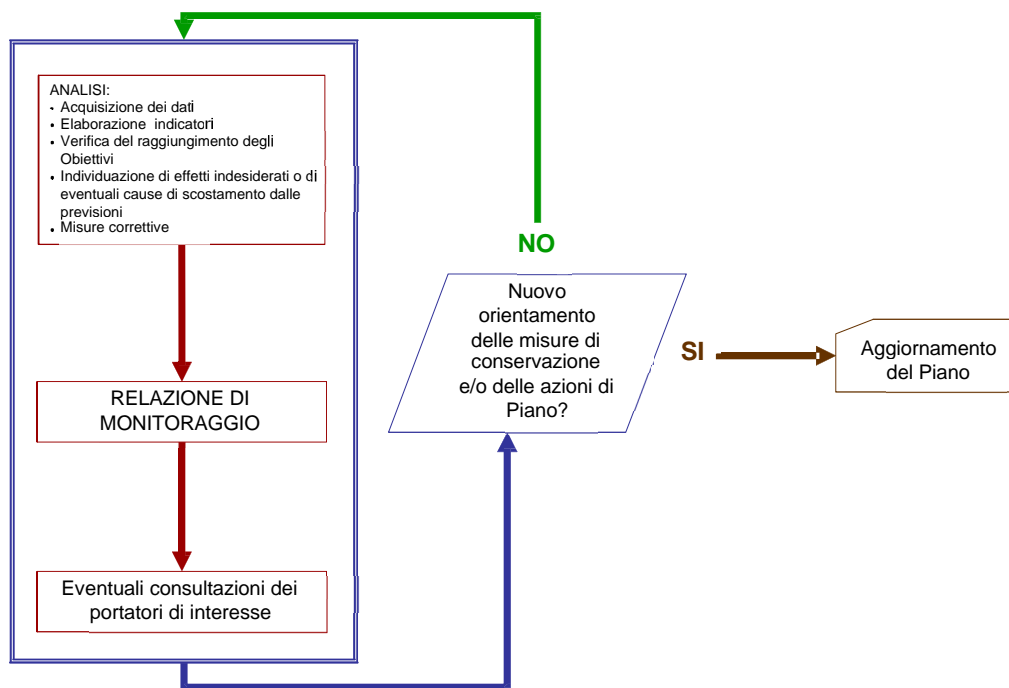 ANALISI:
• Acquisizione dei dati
• Elaborazione indicatori
• Verifica del raggiungimento degli
Obiettivi
• Individuazione di effetti indesiderati o di
eventuali cause di scostamento dalle
previsioni
• Misure correttive
RELAZIONE DI
MONITORAGGIO
Eventuali consultazioni dei
portatori di interesse
NO
Nuovo
orientamento
delle misure di
conservazione
e/o delle azioni di
Piano?
SI
Aggiornamento
del Piano